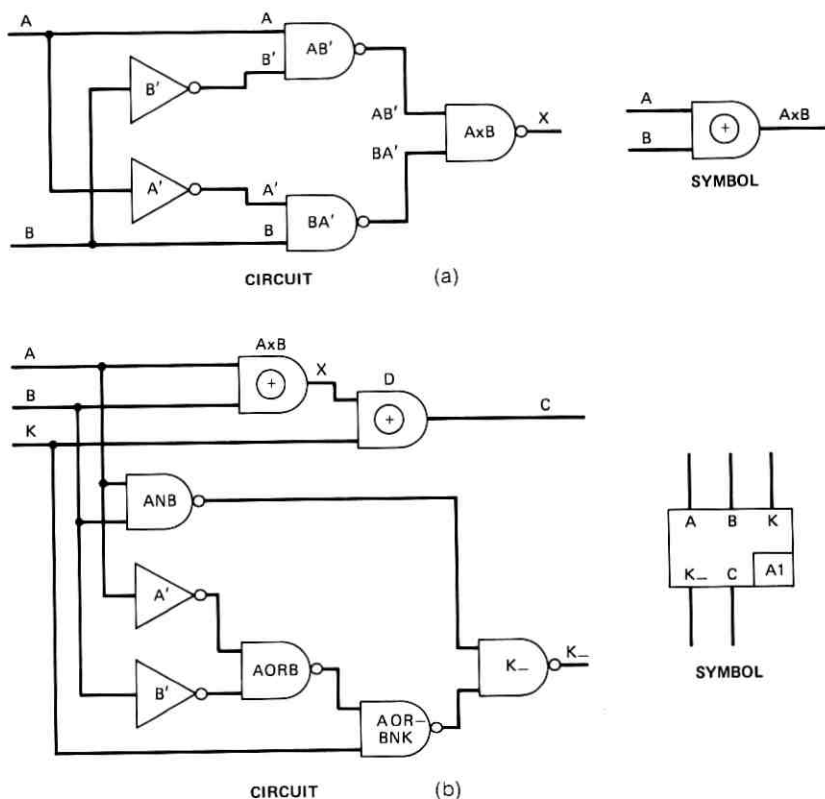 A
A
B'
AB'
B'
AB'
AxB
X
BA'
A'
A'
B
B
BA'
CIRCUIT
(a)
A
B
+
AxB
SYMBOL
A
B
K
AxB
+
X
D
+
C
ANB
A'
B'
AORB
AOR–
BNK
K_
K_
CIRCUIT
(b)
A B K
K_ C A1
SYMBOL